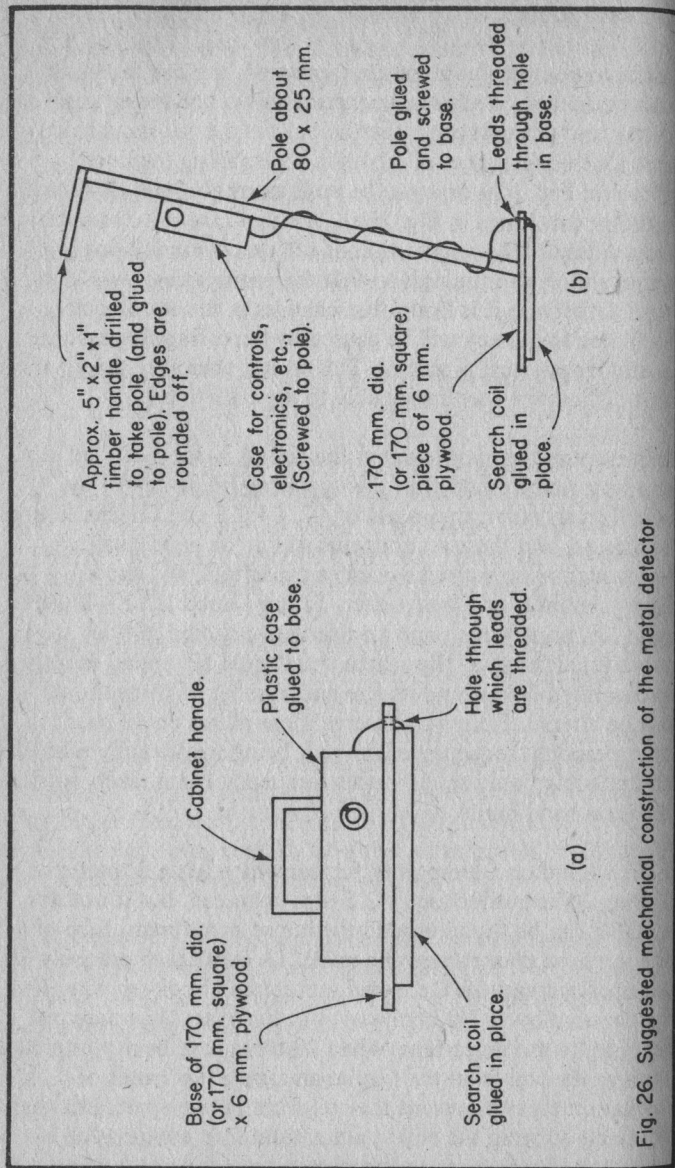 Cabinet handle.
Base of 170 mm. dia.
(or 170 mm. square)
x 6 mm. plywood.
Plastic case
glued to base.
Search coil
glued in place.
Hole through
which leads
are threaded.
(a)
Approx. 5" x2" x1"
timber handle drilled
to take pole (and glued
to pole). Edges are
rounded off.
Case for controls,
electronics, etc.,
(Screwed to pole).
Pole about
80 x 25 mm.
170 mm. dia.
(or 170 mm. square)
piece of 6 mm.
plywood.
Pole glued
and screwed
to base
Search coil
glued in
place.
Leads threaded
through hole in
base.
(b)
Fig. 26. Suggested mechanical construction of the metal detector